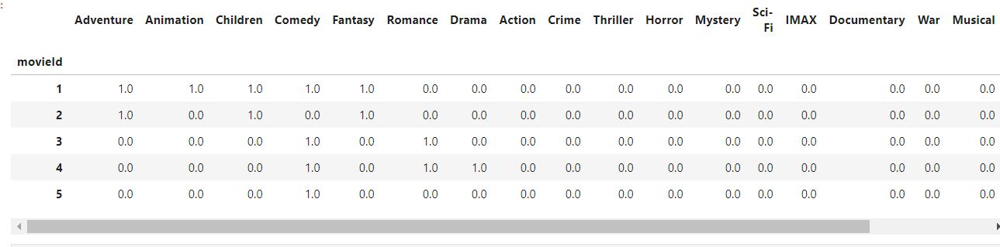 :
Adventure Animation Children Comedy Fantasy Romance Drama Action Crime Thriller Horror Mystery Sci-Fi IMAX Documentary War Musical
movieId
1 1.0 1.0 1.0 1.0 1.0 0.0 0.0 0.0 0.0 0.0 0.0 0.0 0.0 0.0 0.0 0.0 0.0
2 1.0 0.0 1.0 0.0 1.0 0.0 0.0 0.0 0.0 0.0 0.0 0.0 0.0 0.0 0.0 0.0 0.0
3 0.0 0.0 0.0 1.0 0.0 1.0 0.0 0.0 0.0 0.0 0.0 0.0 0.0 0.0 0.0 0.0 0.0
4 0.0 0.0 0.0 1.0 0.0 1.0 1.0 0.0 0.0 0.0 0.0 0.0 0.0 0.0 0.0 0.0 0.0
5 0.0 0.0 0.0 1.0 0.0 0.0 0.0 0.0 0.0 0.0 0.0 0.0 0.0 0.0 0.0 0.0 0.0